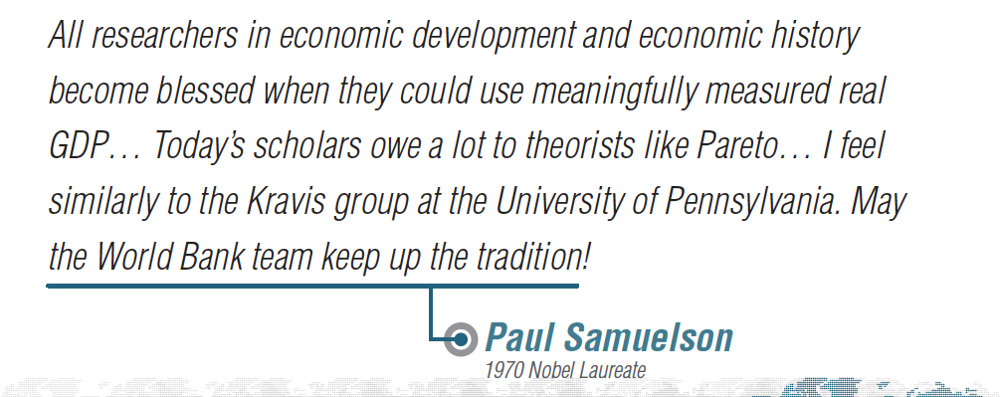 All researchers in economic development and economic history
become blessed when they could use meaningfully measured real
GDP… Today’s scholars owe a lot to theorists like Pareto… I feel
similarly to the Kravis group at the University of Pennsylvania. May
the World Bank team keep up the tradition!
Paul Samuelson
1970 Nobel Laureate